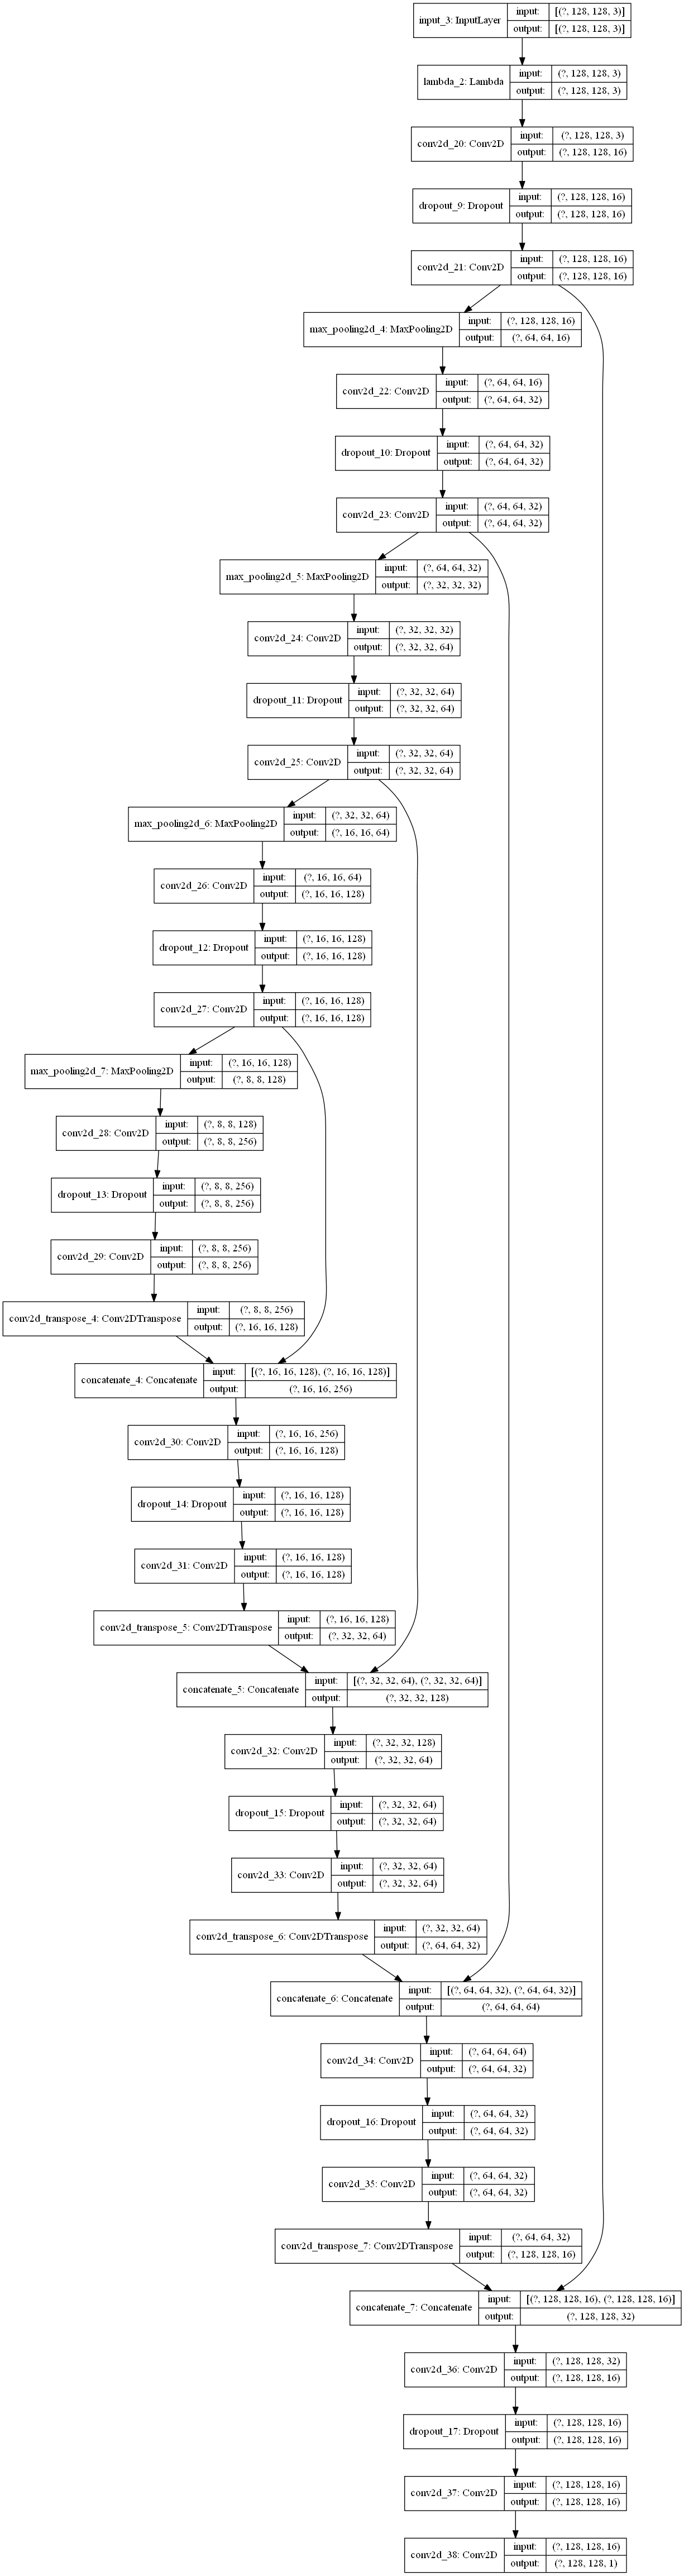 input_3: InputLayer
input: [(?, 128, 128, 3)]
output: [(?, 128, 128, 3)]
lambda_2: Lambda
input: (?, 128, 128, 3)
output: (?, 128, 128, 3)
conv2d_20: Conv2D
input: (?, 128, 128, 3)
output: (?, 128, 128, 16)
dropout_9: Dropout
input: (?, 128, 128, 16)
output: (?, 128, 128, 16)
conv2d_21: Conv2D
input: (?, 128, 128, 16)
output: (?, 128, 128, 16)
max_pooling2d_4: MaxPooling2D
input: (?, 128, 128, 16)
output: (?, 64, 64, 16)
conv2d_22: Conv2D
input: (?, 64, 64, 16)
output: (?, 64, 64, 32)
dropout_10: Dropout
input: (?, 64, 64, 32)
output: (?, 64, 64, 32)
conv2d_23: Conv2D
input: (?, 64, 64, 32)
output: (?, 64, 64, 32)
max_pooling2d_5: MaxPooling2D
input: (?, 64, 64, 32)
output: (?, 32, 32, 32)
conv2d_24: Conv2D
input: (?, 32, 32, 32)
output: (?, 32, 32, 64)
dropout_11: Dropout
input: (?, 32, 32, 64)
output: (?, 32, 32, 64)
conv2d_25: Conv2D
input: (?, 32, 32, 64)
output: (?, 32, 32, 64)
max_pooling2d_6: MaxPooling2D
input: (?, 32, 32, 64)
output: (?, 16, 16, 64)
conv2d_26: Conv2D
input: (?, 16, 16, 64)
output: (?, 16, 16, 128)
dropout_12: Dropout
input: (?, 16, 16, 128)
output: (?, 16, 16, 128)
conv2d_27: Conv2D
input: (?, 16, 16, 128)
output: (?, 16, 16, 128)
max_pooling2d_7: MaxPooling2D
input: (?, 16, 16, 128)
output: (?, 8, 8, 128)
conv2d_28: Conv2D
input: (?, 8, 8, 128)
output: (?, 8, 8, 256)
dropout_13: Dropout
input: (?, 8, 8, 256)
output: (?, 8, 8, 256)
conv2d_29: Conv2D
input: (?, 8, 8, 256)
output: (?, 8, 8, 256)
conv2d_transpose_4: Conv2DTranspose
input: (?, 8, 8, 256)
output: (?, 16, 16, 128)
concatenate_4: Concatenate
input: [(?, 16, 16, 128), (?, 16, 16, 128)]
output: (?, 16, 16, 256)
conv2d_30: Conv2D
input: (?, 16, 16, 256)
output: (?, 16, 16, 128)
dropout_14: Dropout
input: (?, 16, 16, 128)
output: (?, 16, 16, 128)
conv2d_31: Conv2D
input: (?, 16, 16, 128)
output: (?, 16, 16, 128)
conv2d_transpose_5: Conv2DTranspose
input: (?, 16, 16, 128)
output: (?, 32, 32, 64)
concatenate_5: Concatenate
input: [(?, 32, 32, 64), (?, 32, 32, 64)]
output: (?, 32, 32, 128)
conv2d_32: Conv2D
input: (?, 32, 32, 128)
output: (?, 32, 32, 64)
dropout_15: Dropout
input: (?, 32, 32, 64)
output: (?, 32, 32, 64)
conv2d_33: Conv2D
input: (?, 32, 32, 64)
output: (?, 32, 32, 64)
conv2d_transpose_6: Conv2DTranspose
input: (?, 32, 32, 64)
output: (?, 64, 64, 32)
concatenate_6: Concatenate
input: [(?, 64, 64, 32), (?, 64, 64, 32)]
output: (?, 64, 64, 64)
conv2d_34: Conv2D
input: (?, 64, 64, 64)
output: (?, 64, 64, 32)
dropout_16: Dropout
input: (?, 64, 64, 32)
output: (?, 64, 64, 32)
conv2d_35: Conv2D
input: (?, 64, 64, 32)
output: (?, 64, 64, 32)
conv2d_transpose_7: Conv2DTranspose
input: (?, 64, 64, 32)
output: (?, 128, 128, 16)
concatenate_7: Concatenate
input: [(?, 128, 128, 16), (?, 128, 128, 16)]
output: (?, 128, 128, 32)
conv2d_36: Conv2D
input: (?, 128, 128, 32)
output: (?, 128, 128, 16)
dropout_17: Dropout
input: (?, 128, 128, 16)
output: (?, 128, 128, 16)
conv2d_37: Conv2D
input: (?, 128, 128, 16)
output: (?, 128, 128, 16)
conv2d_38: Conv2D
input: (?, 128, 128, 16)
output: (?, 128, 128, 1)